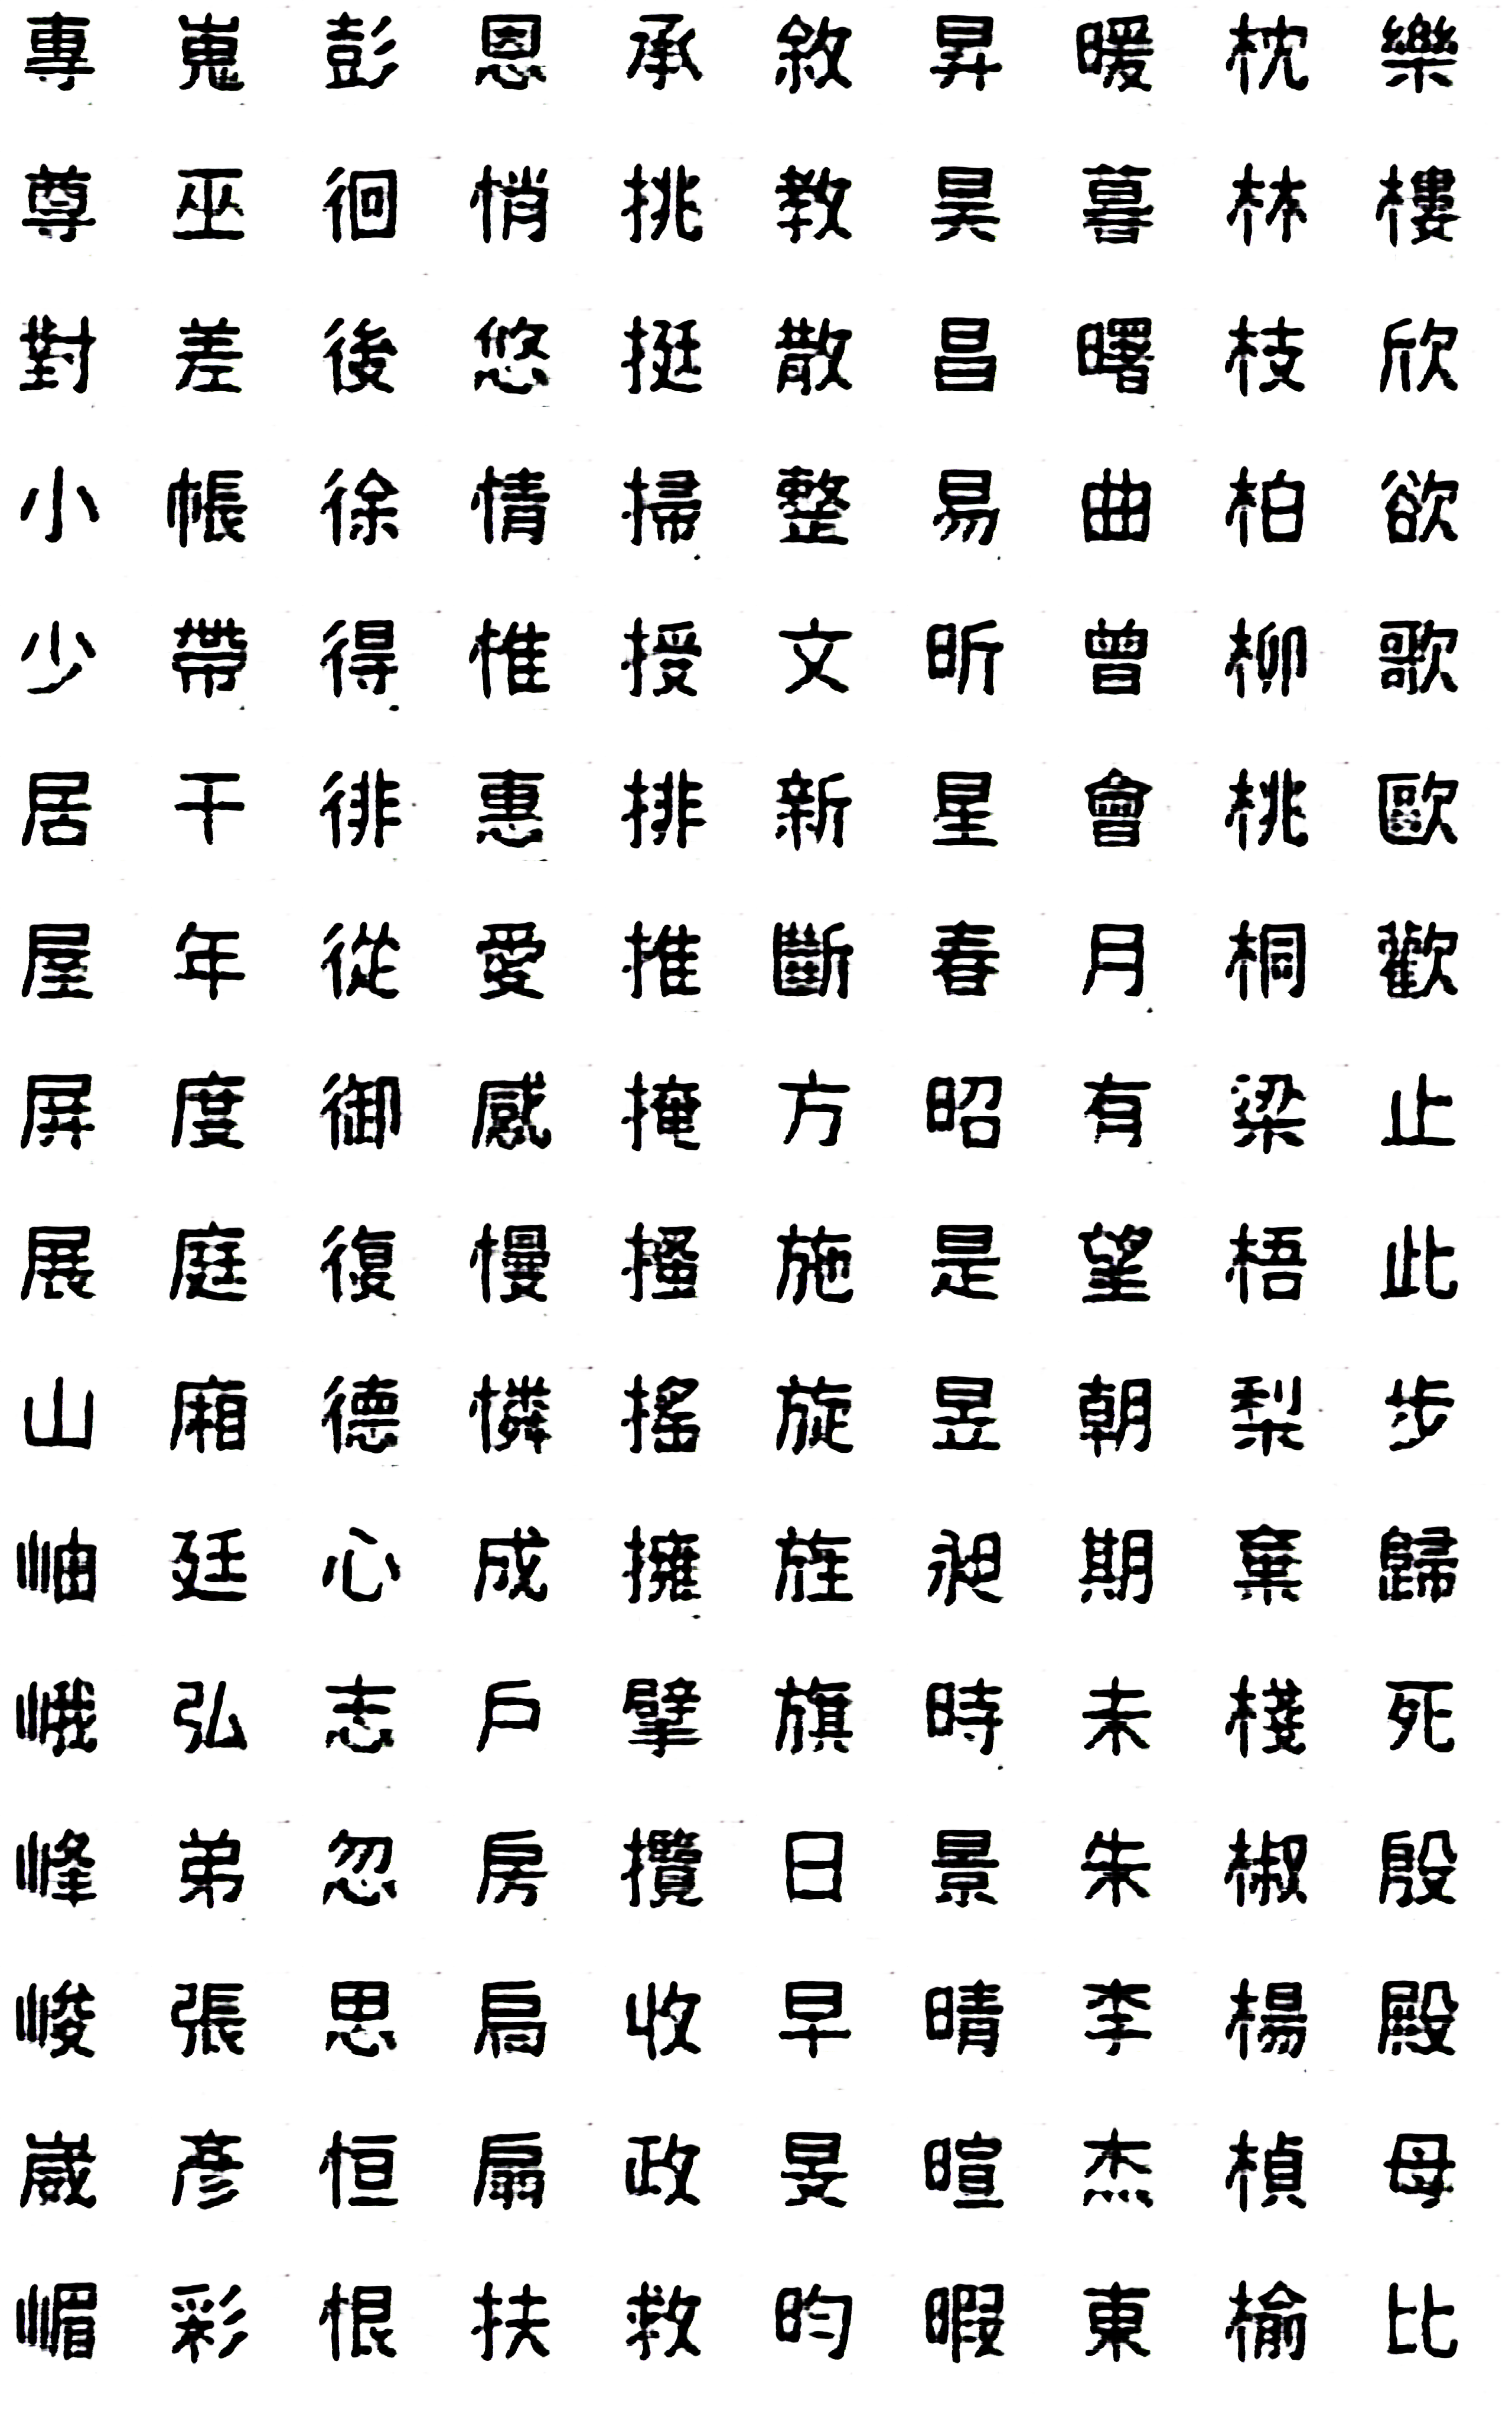 專尊對小少居屋屏展山岫峨峰峻崴嵋
嵬巫差帳帶干年度庭廂廷弘弟張彥彩
彭徊後徐得徘從御復德心志忽思恒恨
恩悄悠情惟惠愛感慢憐成戶房扃扇扶
承挑挺掃授排推掩搔搖擁擘攬收政救
敘教散整文新斷方施旋旌旗日早旻昀
昇昊昌易昕星春昭是昱昶時景晴暄暇
暖暮曙曲曾會月有望朝期未朱李杰東
枕林枝柏柳桃桐梁梧梨棄棧椒楊楨榆
樂樓欣欲歌歐歡止此步歸死殷殿母比